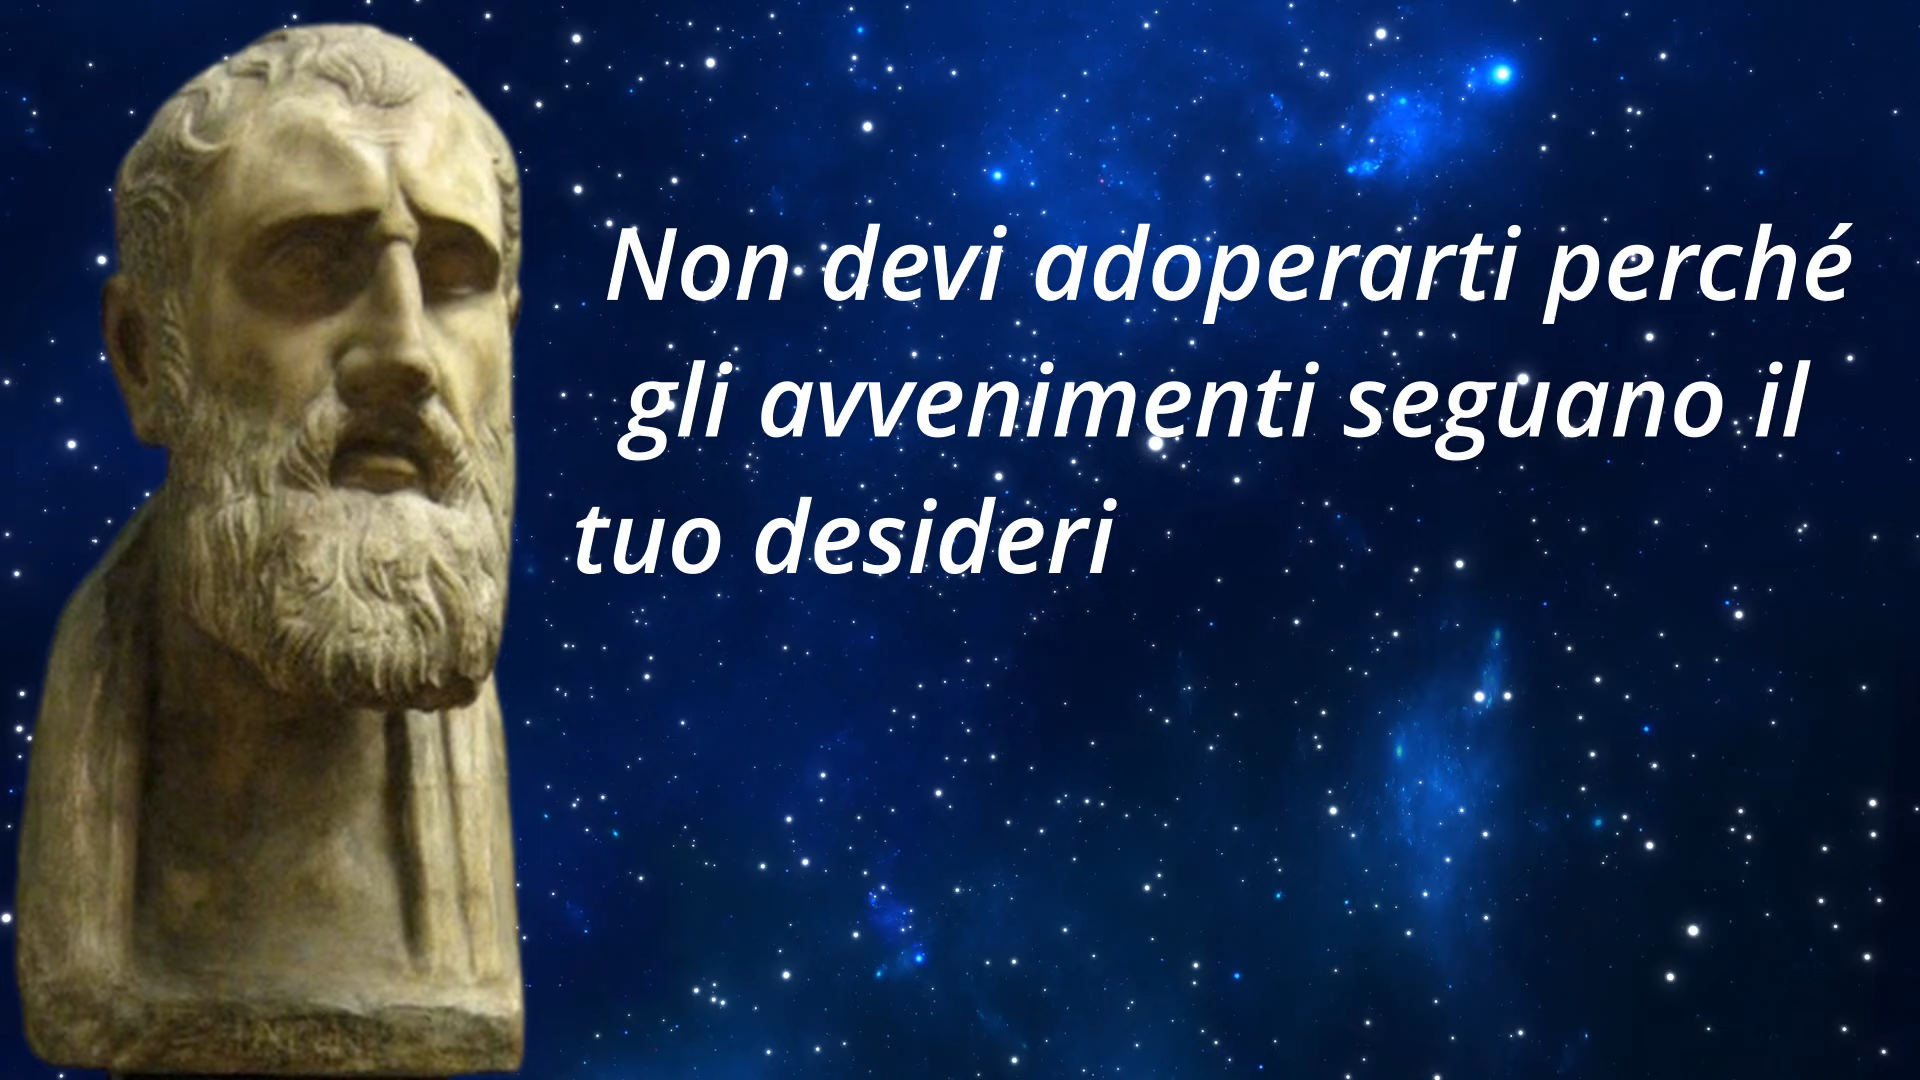 Non devi adoperarti perché
gli avvenimenti seguano il
tuo desideri